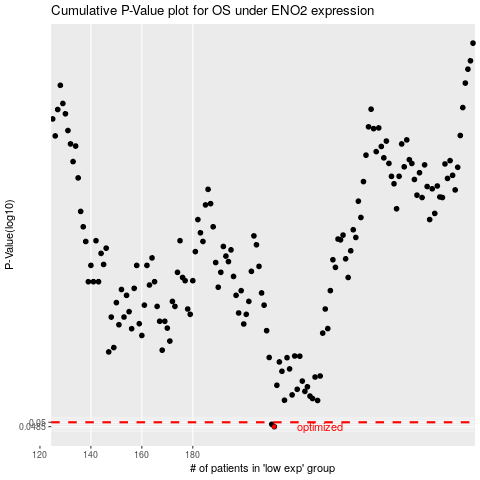 Cumulative P-Value plot for OS under ENO2 expression
P-Value(log10)
0.05
0.0485
optimized
120 140 160 180
# of patients in 'low exp' group